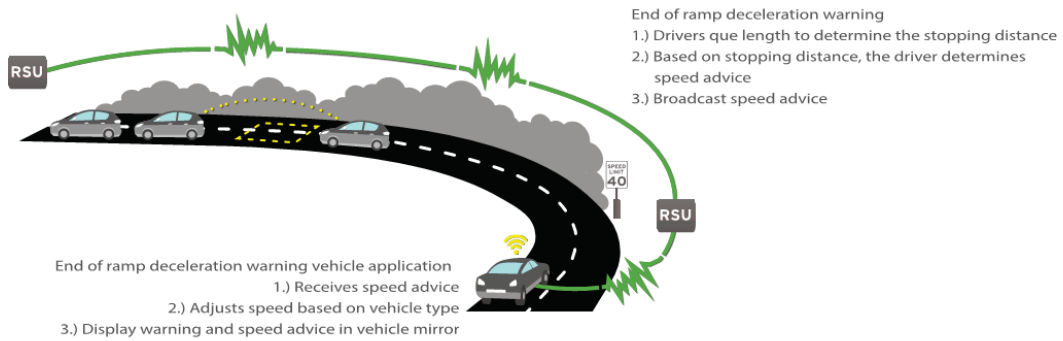 End of ramp deceleration warning
1.) Drivers que length to determine the stopping distance
2.) Based on stopping distance, the driver determines
speed advice
3.) Broadcast speed advice
RSU
SPEED
LIMIT
40
RSU
End of ramp deceleration warning vehicle application
1.) Receives speed advice
2.) Adjusts speed based on vehicle type
3.) Display warning and speed advice in vehicle mirror